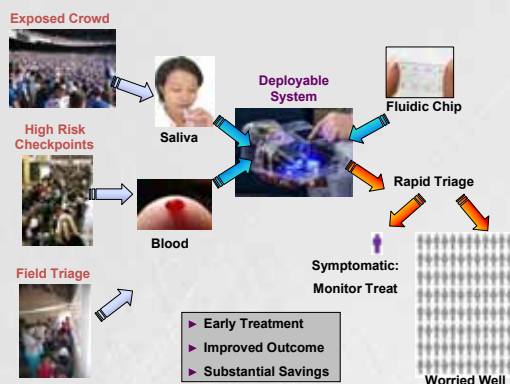 Exposed Crowd
Saliva
Deployable
System
Fluidic Chip
High Risk
Checkpoints
Blood
Rapid Triage
Field Triage
Symptomatic:
Monitor Treat
► Early Treatment
► Improved Outcome
► Substantial Savings
Worried Well